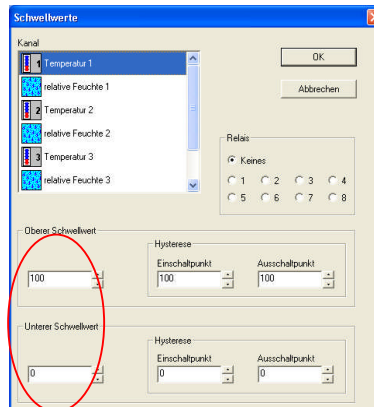 Schwellwerte
Kanal
1 Temperatur 1
relative Feuchte 1
2 Temperatur 2
relative Feuchte 2
3 Temperatur 3
relative Feuchte 3
OK
Abbrechen
Relais
Keines
1 2 3 4
5 6 7 8
Oberer Schwellwert
Hysterese
Einschaltpunkt Ausschaltpunkt
100 100 100
Unterer Schwellwert
Hysterese
Einschaltpunkt Ausschaltpunkt
0 0 0